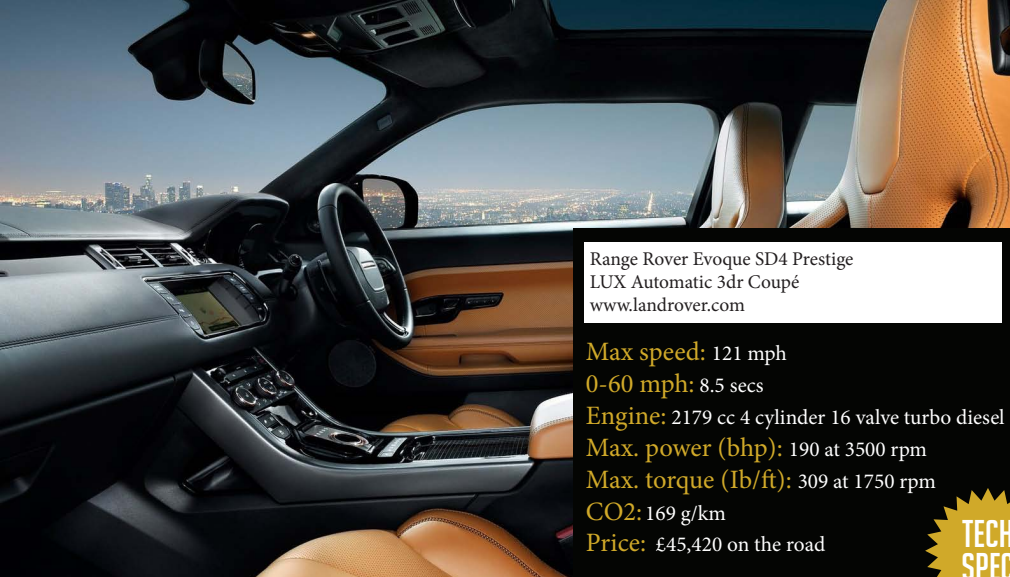 Range Rover Evoque SD4 Prestige
LUX Automatic 3dr Coupé
www.landrover.com
Max speed: 121 mph
0-60 mph: 8.5 secs
Engine: 2179 cc 4 cylinder 16 valve turbo diesel
Max. power (bhp): 190 at 3500 rpm
Max. torque (Ib/ft): 309 at 1750 rpm
CO2: 169 g/km
Price: £45,420 on the road
TECH
SPEC